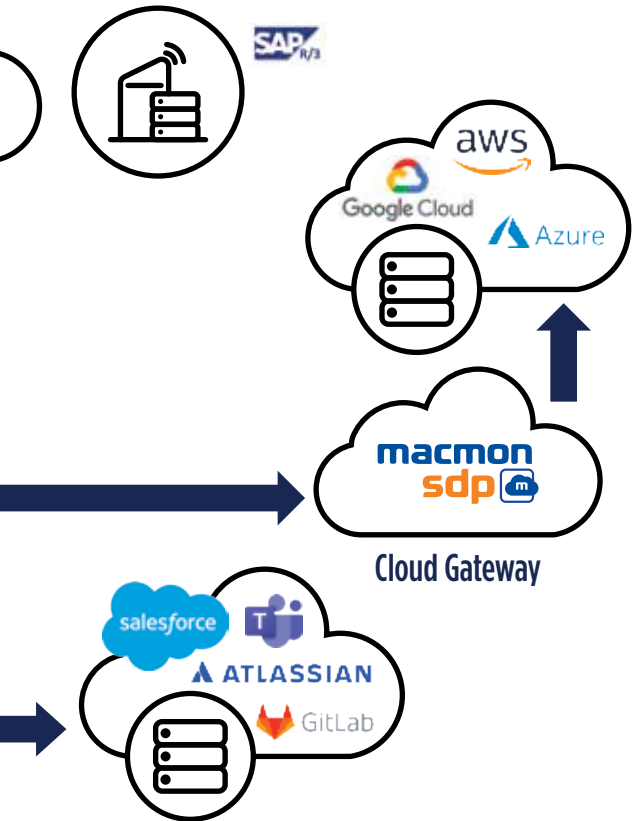 SAP R/3
aws
Google Cloud
Azure
macmon
sdp m
Cloud Gateway
salesforce
T
ATLASSIAN
GitLab